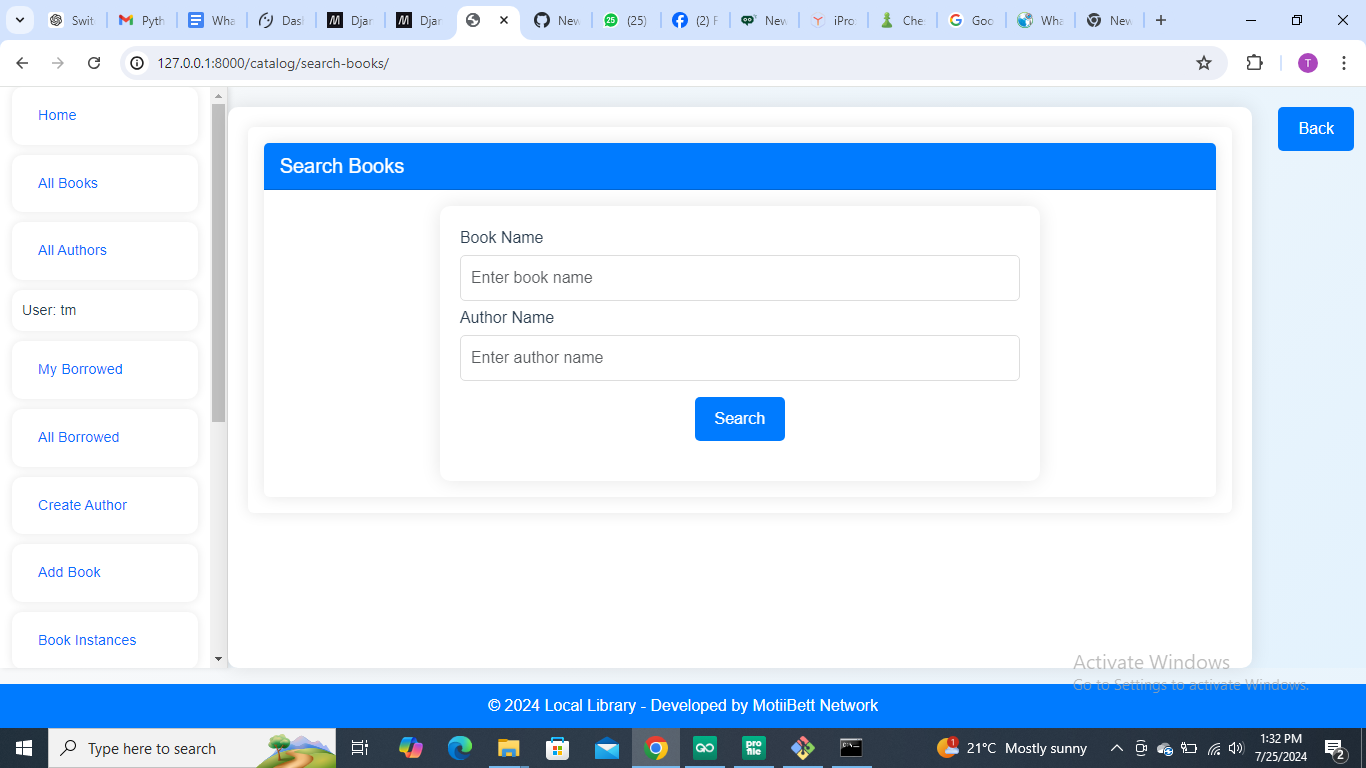 Swit
Pyth
Wha
Dasl
Djar
Djar
New
(25)
(2) F
New
iPro
Che
Goo
Wha
New
127.0.0.1:8000/catalog/search-books/
T
Home
All Books
All Authors
User: tm
My Borrowed
All Borrowed
Create Author
Add Book
Book Instances
Back
Search Books
Book Name
Enter book name
Author Name
Enter author name
Search
Activate Windows
Go to Settings to activate Windows.
© 2024 Local Library - Developed by MotiiBett Network
Type here to search
21°C Mostly sunny
1:32 PM
7/25/2024
2